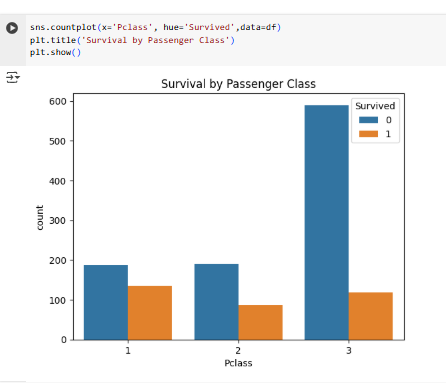 sns.countplot(x='Pclass', hue='Survived',data=df)
plt.title('Survival by Passenger Class')
plt.show()
Survival by Passenger Class
600
500
400
300
200
100
0
count
1
2
3
Pclass
Survived
0
1